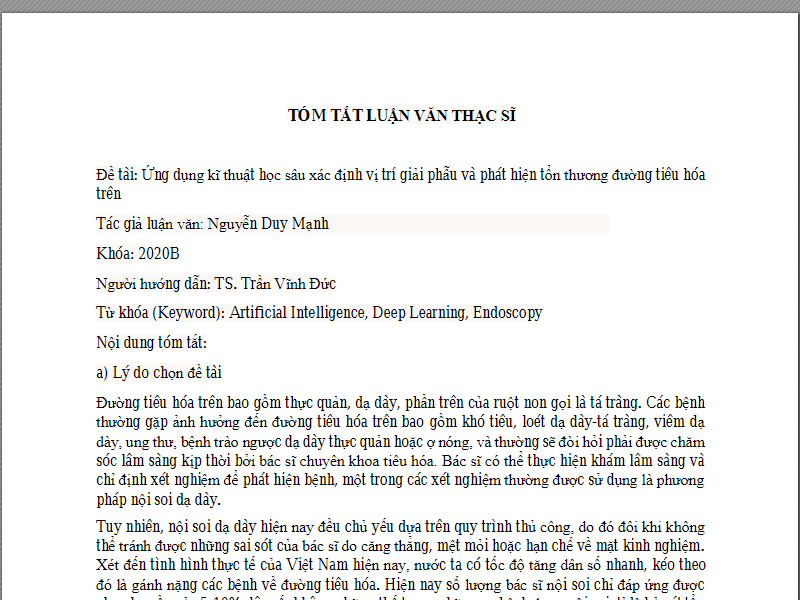 TÓM TẮT LUẬN VĂN THẠC SĨ
Đề tài: Ứng dụng kĩ thuật học sâu xác định vị trí giải phẫu và phát hiện tổn thương đường tiêu hóa
trên
Tác giả luận văn: Nguyễn Duy Mạnh
Khóa: 2020B
Người hướng dẫn: TS. Trần Vĩnh Đức
Từ khóa (Keyword): Artificial Intelligence, Deep Learning, Endoscopy
Nội dung tóm tắt:
a) Lý do chọn đề tài
Đường tiêu hóa trên bao gồm thực quản, dạ dày, phần trên của ruột non gọi là tá tràng. Các bệnh
thường gặp ảnh hưởng đến đường tiêu hóa trên bao gồm khó tiêu, loét dạ dày-tá tràng, viêm dạ
dày, ung thư, bệnh trào ngược dạ dày thực quản hoặc ợ nóng, và thường sẽ đòi hỏi phải được chăm
sóc lâm sàng kịp thời bởi bác sĩ chuyên khoa tiêu hóa. Bác sĩ có thể thực hiện khám lâm sàng và
chỉ định xét nghiệm để phát hiện bệnh, một trong các xét nghiệm thường được sử dụng là phương
pháp nội soi dạ dày.
Tuy nhiên, nội soi dạ dày hiện nay đều chủ yếu dựa trên quy trình thủ công, do đó đôi khi không
thể tránh được những sai sót của bác sĩ do căng thẳng, mệt mỏi hoặc hạn chế về mặt kinh nghiệm.
Xét đến tình hình thực tế của Việt Nam hiện nay, nước ta có tốc độ tăng dân số nhanh, kéo theo
đó là gánh nặng các bệnh về đường tiêu hóa. Hiện nay số lượng bác sĩ nội soi chỉ đáp ứng được